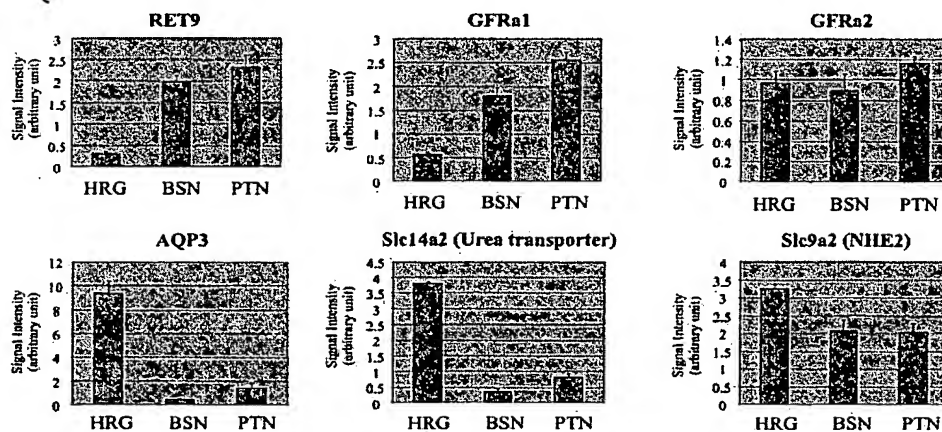 RET9
Signal Intensity
(arbitrary unit)
3
2.5
2
1.5
1
0.5
0
HRG BSN PTN
GFRa1
Signal Intensity
(arbitrary unit)
3
2.5
2
1.5
1
0.5
0
HRG BSN PTN
GFRa2
Signal Intensity
(arbitrary unit)
1.4
1.2
1
0.8
0.6
0.4
0.2
0
HRG BSN PTN
AQP3
Signal Intensity
(arbitrary unit)
12
10
8
6
4
2
0
HRG BSN PTN
Slc14a2 (Urea transporter)
Signal Intensity
(arbitrary unit)
4.5
4
3.5
3
2.5
2
1.5
1
0.5
0
HRG BSN PTN
Slc9a2 (NHE2)
Signal Intensity
(arbitrary unit)
4
3.5
3
2.5
2
1.5
1
0.5
0
HRG BSN PTN